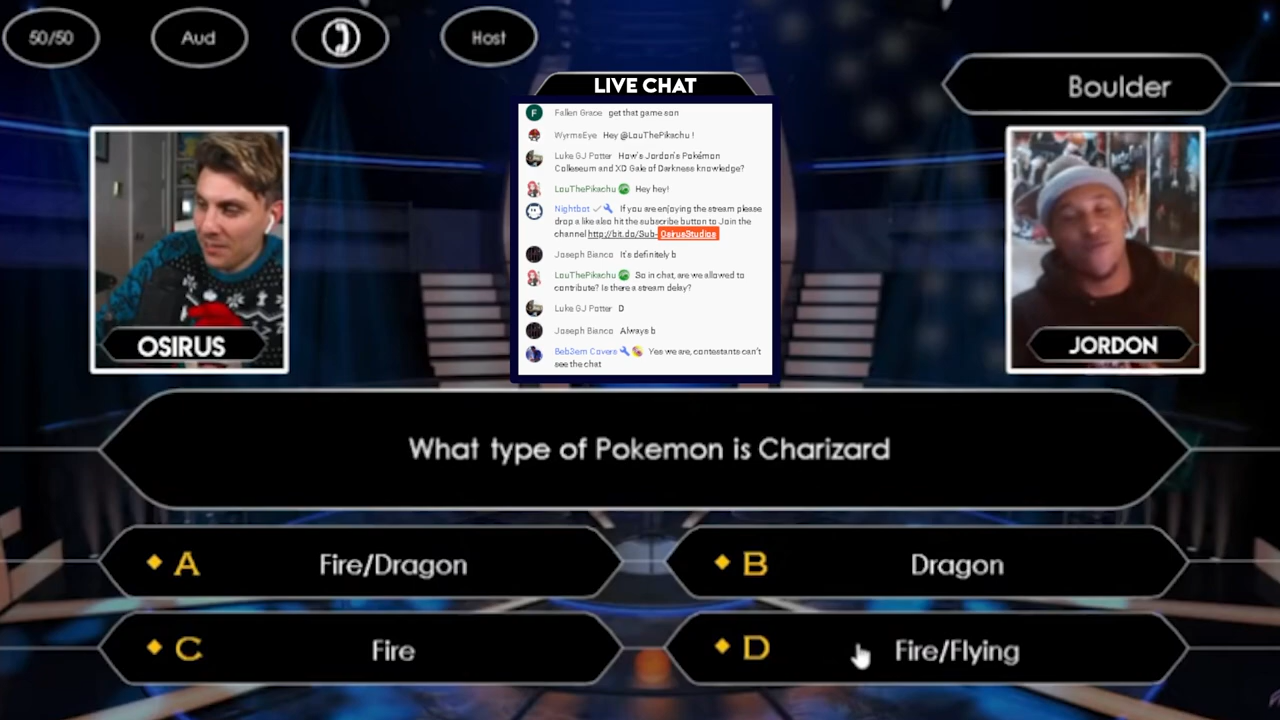 50/50
Aud
Host
Boulder
LIVE CHAT
F Fallen Grace get that game son
WyrmsEye Hey @LouThePikachu !
Luke GJ Potter How's Jordan's Pokémon
Colleseum and XD Gale of Darkness knowledge?
LouThePikachu Hey hey!
Nightbot If you are enjoying the stream please
drop a like also hit the subscribe button to Join the
channel http://bit.do/Sub-OsirusStudios
Joseph Bianco It's definitely b
LouThePikachu So in chat, are we allowed to
contribute? Is there a stream delay?
Luke GJ Potter D
Joseph Bianco Always b
Beb3em Covers Yes we are, contestants can't
see the chat
OSIRUS
JORDON
What type of Pokemon is Charizard
A Fire/Dragon
B Dragon
C Fire
D Fire/Flying